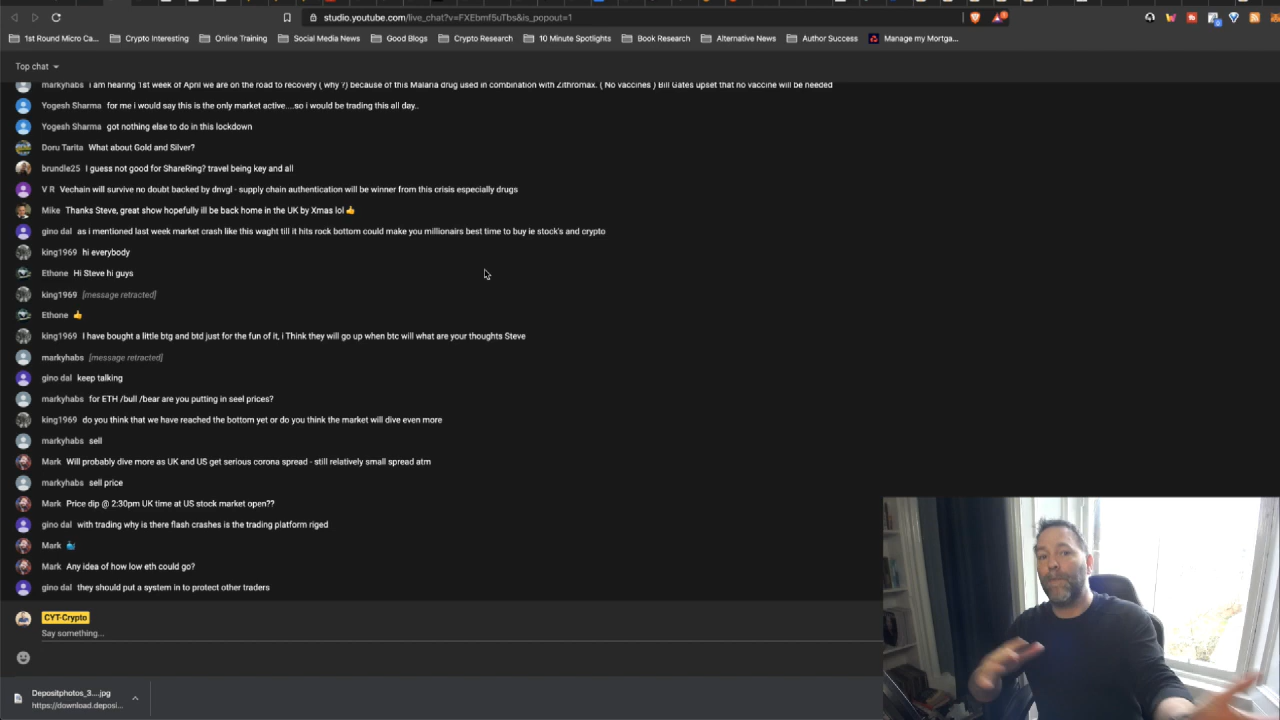 studio.youtube.com/live_chat?v=FXEbmf5uTbs&is_popout=1
1st Round Micro Ca... Crypto Interesting Online Training Social Media News Good Blogs Crypto Research 10 Minute Spotlights Book Research Alternative News Author Success Manage my Mortga...
Top chat
markyhabs I am hearing 1st week of April we are on the road to recovery ( why ?) because of this Malaria drug used in combination with Zithromax. ( No vaccines ) Bill Gates upset that no vaccine will be needed
Yogesh Sharma for me i would say this is the only market active....so i would be trading this all day..
Yogesh Sharma got nothing else to do in this lockdown
Doru Tarita What about Gold and Silver?
brundle25 I guess not good for ShareRing? travel being key and all
V R Vechain will survive no doubt backed by dnvgl - supply chain authentication will be winner from this crisis especially drugs
Mike Thanks Steve, great show hopefully ill be back home in the UK by Xmas lol 👍
gino dal as i mentioned last week market crash like this waght till it hits rock bottom could make you millionairs best time to buy ie stock's and crypto
king1969 hi everybody
Ethone Hi Steve hi guys
king1969 [message retracted]
Ethone 👍
king1969 I have bought a little btg and btd just for the fun of it, i Think they will go up when btc will what are your thoughts Steve
markyhabs [message retracted]
gino dal keep talking
markyhabs for ETH /bull /bear are you putting in seel prices?
king1969 do you think that we have reached the bottom yet or do you think the market will dive even more
markyhabs sell
Mark Will probably dive more as UK and US get serious corona spread - still relatively small spread atm
markyhabs sell price
Mark Price dip @ 2:30pm UK time at US stock market open??
gino dal with trading why is there flash crashes is the trading platform riged
Mark 🐳
Mark Any idea of how low eth could go?
gino dal they should put a system in to protect other traders
CYT-Crypto
Say something...
Depositphotos_3....jpg
https://download.deposi...